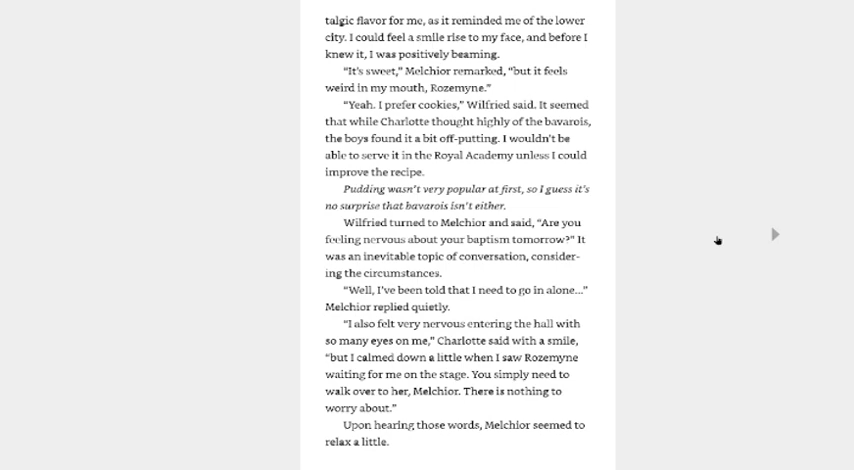 talgic flavor for me, as it reminded me of the lower
city. I could feel a smile rise to my face, and before I
knew it, I was positively beaming.
“It’s sweet,” Melchior remarked, “but it feels
weird in my mouth, Rozemyne.”
“Yeah. I prefer cookies,” Wilfried said. It seemed
that while Charlotte thought highly of the bavarois,
the boys found it a bit off-putting. I wouldn’t be
able to serve it in the Royal Academy unless I could
improve the recipe.
Pudding wasn’t very popular at first, so I guess it’s
no surprise that bavarois isn’t either.
Wilfried turned to Melchior and said, “Are you
feeling nervous about your baptism tomorrow?” It
was an inevitable topic of conversation, consider-
ing the circumstances.
“Well, I’ve been told that I need to go in alone...”
Melchior replied quietly.
“I also felt very nervous entering the hall with
so many eyes on me,” Charlotte said with a smile,
“but I calmed down a little when I saw Rozemyne
waiting for me on the stage. You simply need to
walk over to her, Melchior. There is nothing to
worry about.”
Upon hearing those words, Melchior seemed to
relax a little.